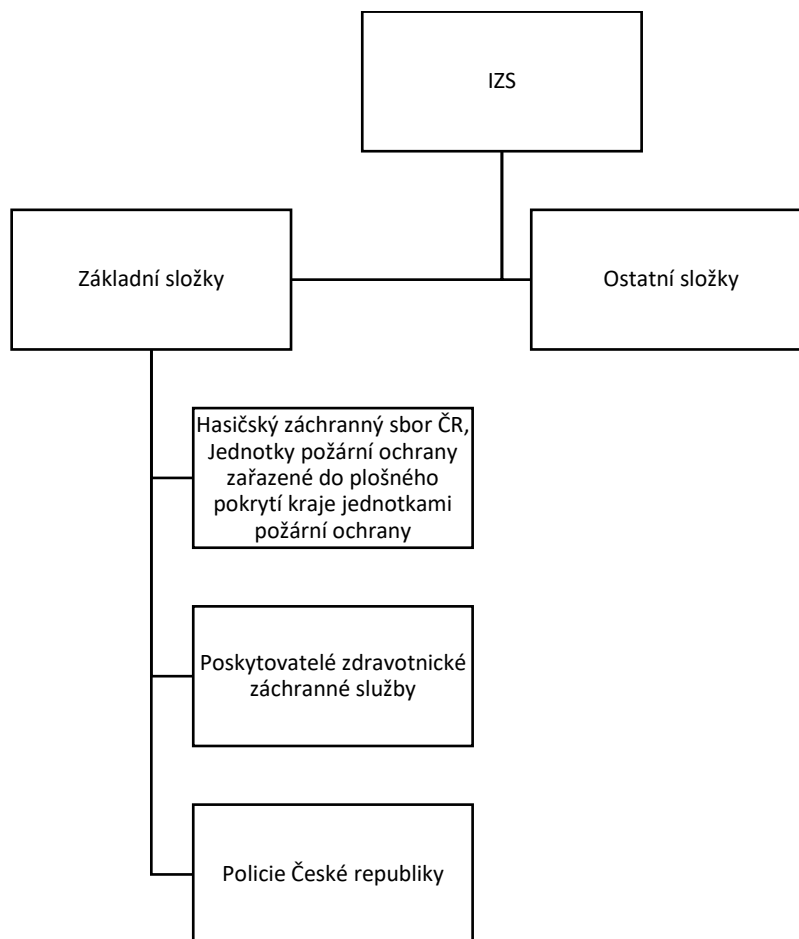 IZS
Základní složky
Ostatní složky
Hasičský záchranný sbor ČR,
Jednotky požární ochrany
zařazené do plošného
pokrytí kraje jednotkami
požární ochrany
Poskytovatelé zdravotnické
záchranné služby
Policie České republiky